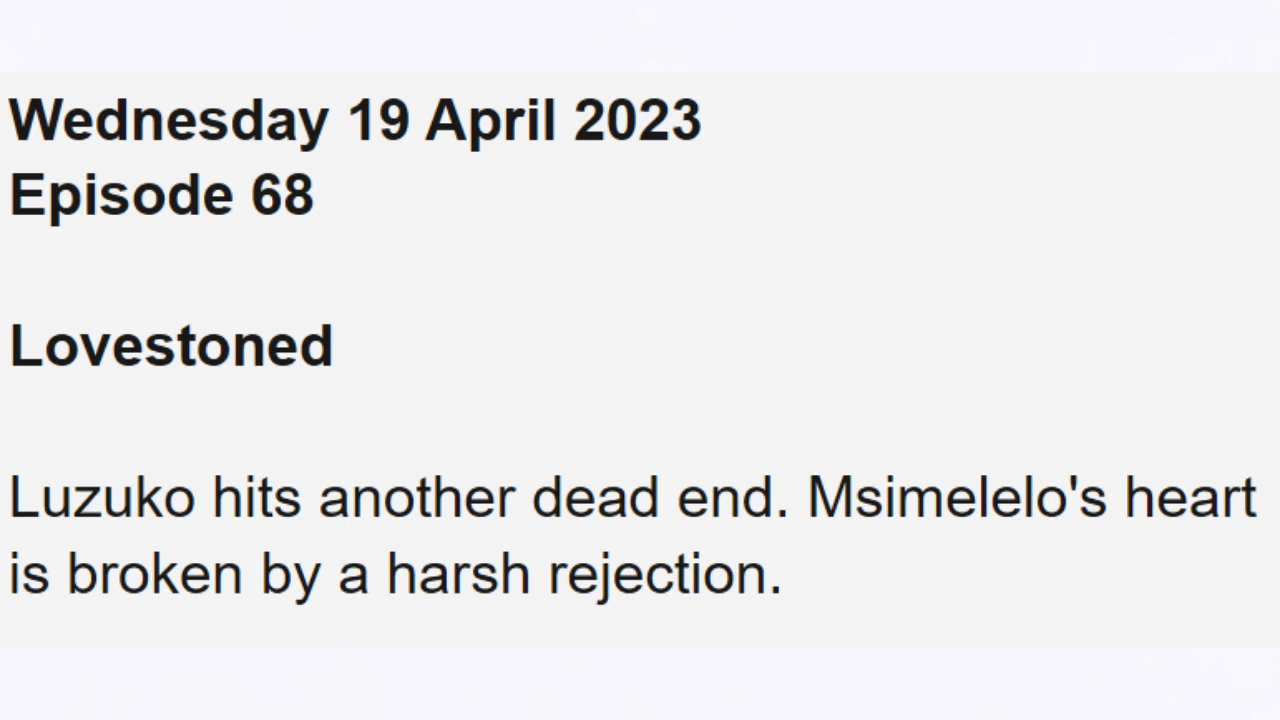 Wednesday 19 April 2023
Episode 68
Lovestoned
Luzuko hits another dead end. Msimelelo's heart
is broken by a harsh rejection.